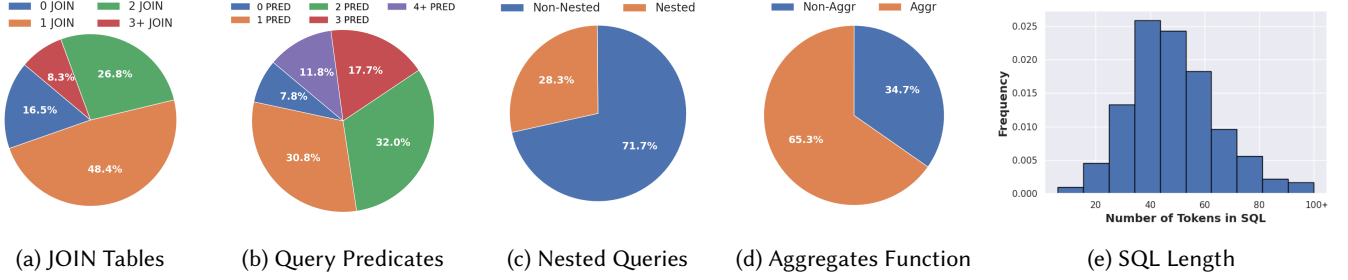 0 JOIN 2 JOIN
1 JOIN 3+ JOIN
8.3%
26.8%
16.5%
48.4%
(a) JOIN Tables
0 PRED 2 PRED 4+ PRED
1 PRED 3 PRED
11.8%
17.7%
7.8%
32.0%
30.8%
(b) Query Predicates
Non-Nested Nested
28.3%
71.7%
(c) Nested Queries
Non-Aggr Aggr
34.7%
65.3%
(d) Aggregates Function
Frequency
0.025
0.020
0.015
0.010
0.005
0.000
20 40 60 80 100+
Number of Tokens in SQL
(e) SQL Length